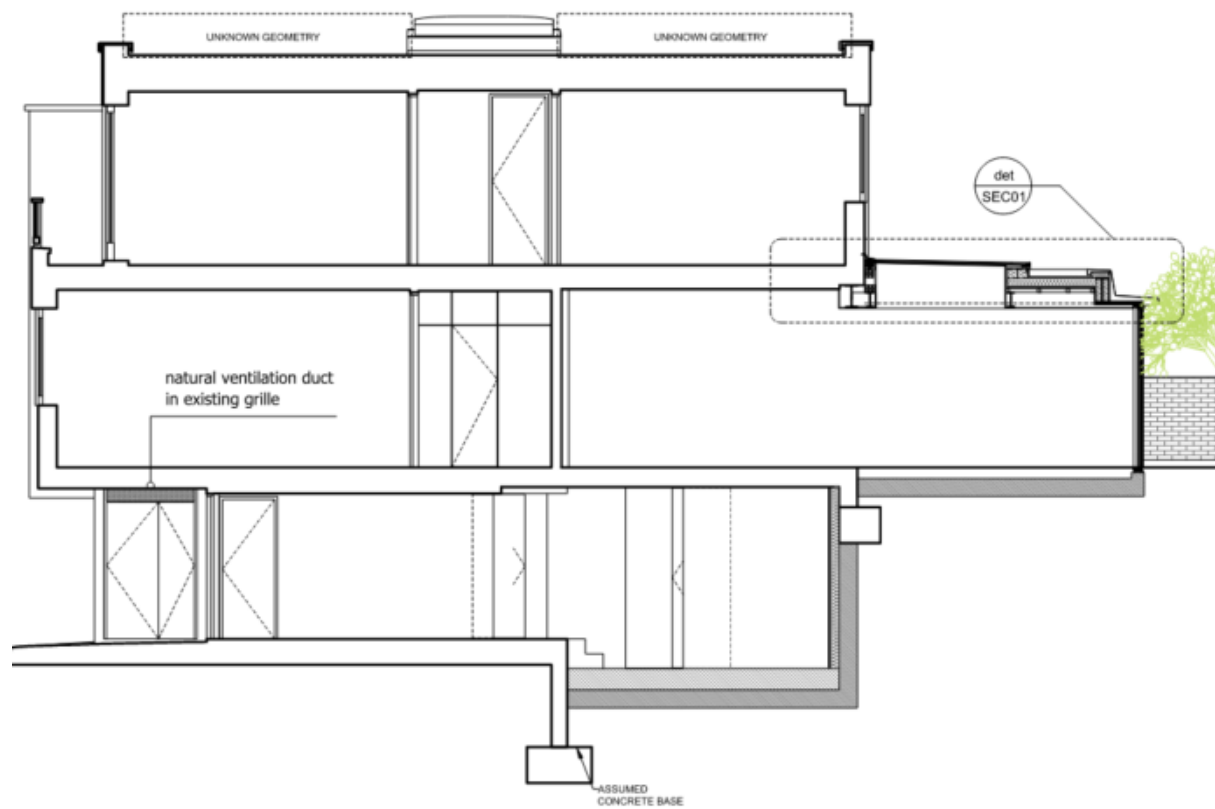 UNKNOWN GEOMETRY
UNKNOWN GEOMETRY
det
SEC01
natural ventilation duct
in existing grille
ASSUMED
CONCRETE BASE